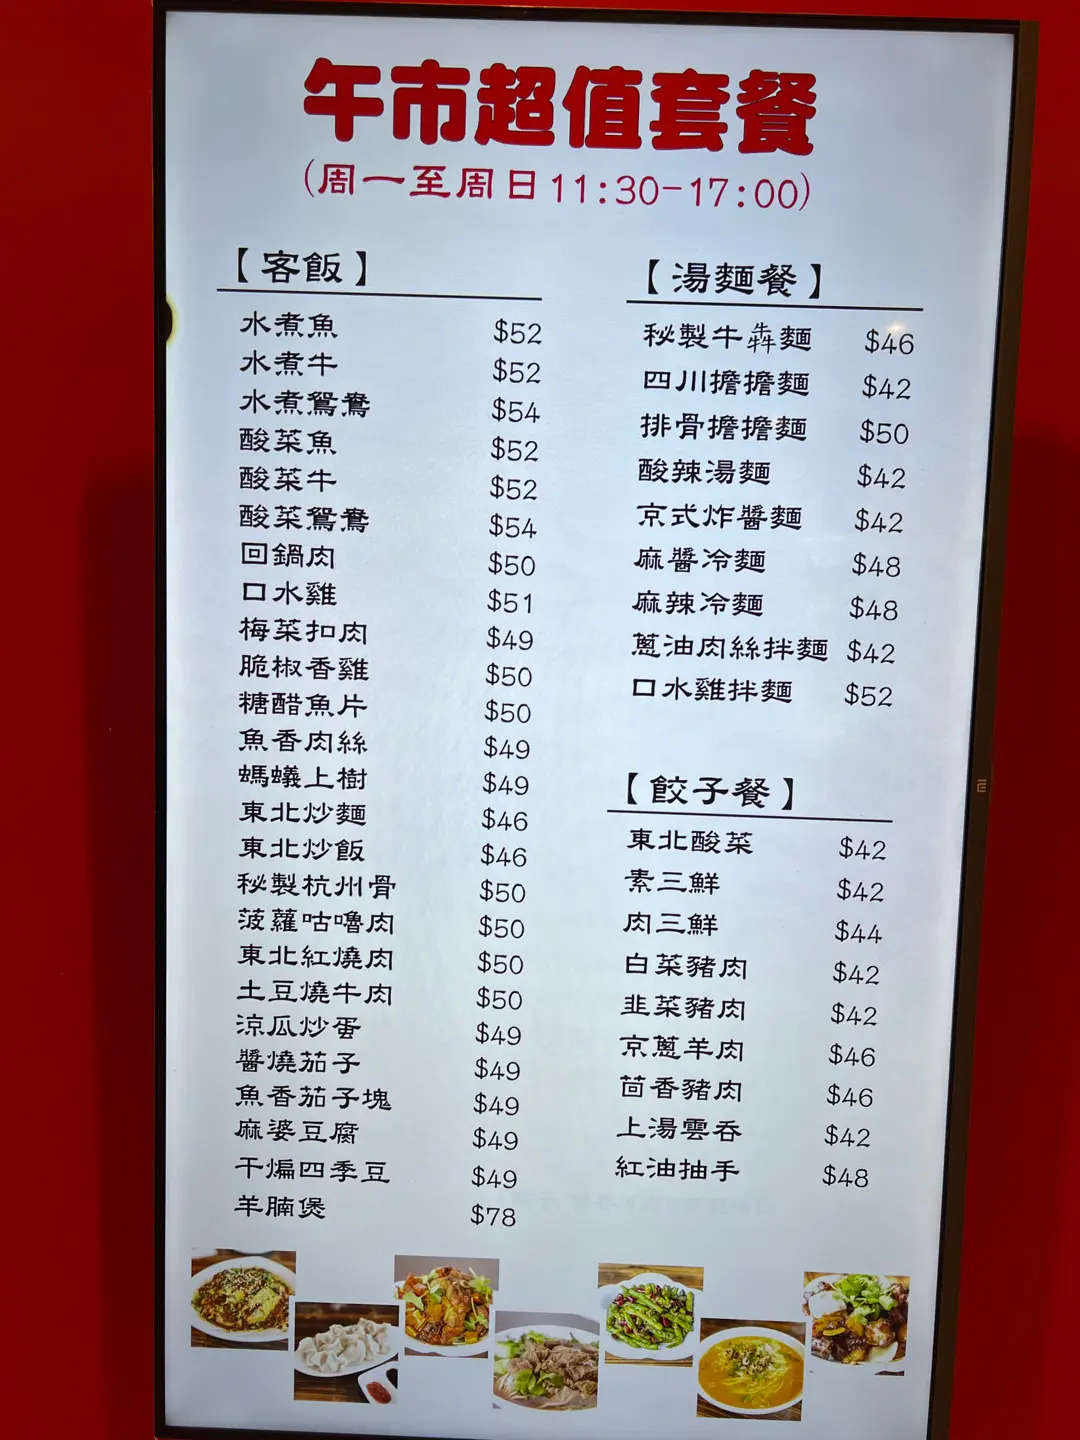 午市超值套餐
(周一至周日11:30-17:00)
【客飯】
水煮魚 $52
水煮牛 $52
水煮鴛鴦 $54
酸菜魚 $52
酸菜牛 $52
酸菜鴛鴦 $54
回鍋肉 $50
口水雞 $51
梅菜扣肉 $49
脆椒香雞 $50
糖醋魚片 $50
魚香肉絲 $49
螞蟻上樹 $49
東北炒麵 $46
東北炒飯 $46
秘製杭州骨 $50
菠蘿咕嚕肉 $50
東北紅燒肉 $50
土豆燒牛肉 $50
涼瓜炒蛋 $49
醬燒茄子 $49
魚香茄子塊 $49
麻婆豆腐 $49
干煸四季豆 $49
羊腩煲 $78
【湯麵餐】
秘製牛犇麵 $46
四川擔擔麵 $42
排骨擔擔麵 $50
酸辣湯麵 $42
京式炸醬麵 $42
麻醬冷麵 $48
麻辣冷麵 $48
蔥油肉絲拌麵 $42
口水雞拌麵 $52
【餃子餐】
東北酸菜 $42
素三鮮 $42
肉三鮮 $44
白菜豬肉 $42
韭菜豬肉 $42
京蔥羊肉 $46
茴香豬肉 $46
上湯雲吞 $42
紅油抽手 $48